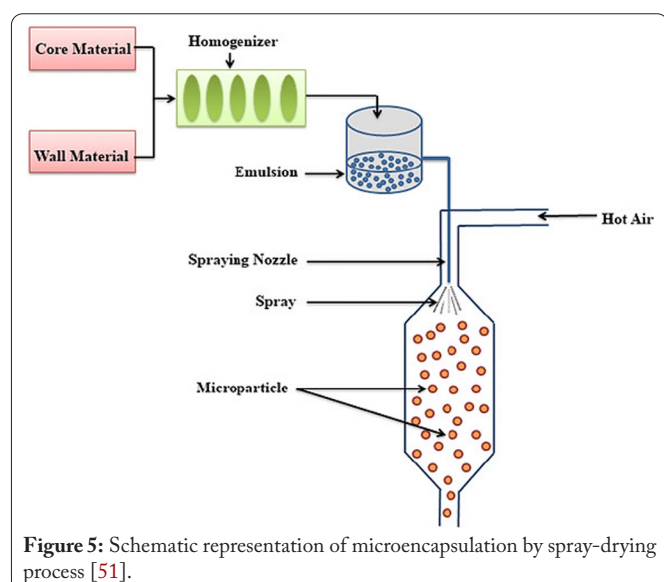 Core Material
Homogenizer
Wall Material
Emulsion
Hot Air
Spraying Nozzle
Spray
Microparticle
Figure 5: Schematic representation of microencapsulation by spray-drying
process [51].